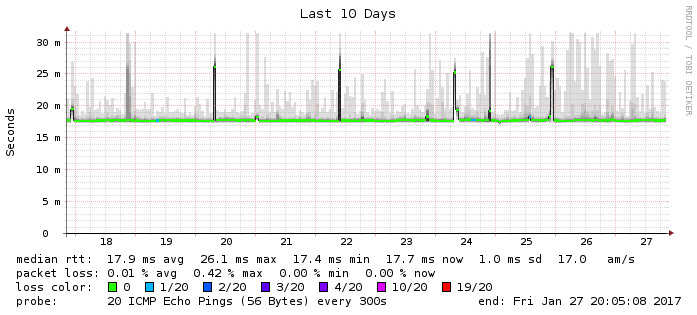 Last 10 Days
RRDTOOL / TOBI OETIKER
Seconds
30 m
25 m
20 m
15 m
10 m
5 m
0
18 19 20 21 22 23 24 25 26 27
median rtt: 17.9 ms avg 26.1 ms max 17.4 ms min 17.7 ms now 1.0 ms sd 17.0 am/s
packet loss: 0.01 % avg 0.42 % max 0.00 % min 0.00 % now
loss color: 0 1/20 2/20 3/20 4/20 10/20 19/20
probe: 20 ICMP Echo Pings (56 Bytes) every 300s end: Fri Jan 27 20:05:08 2017